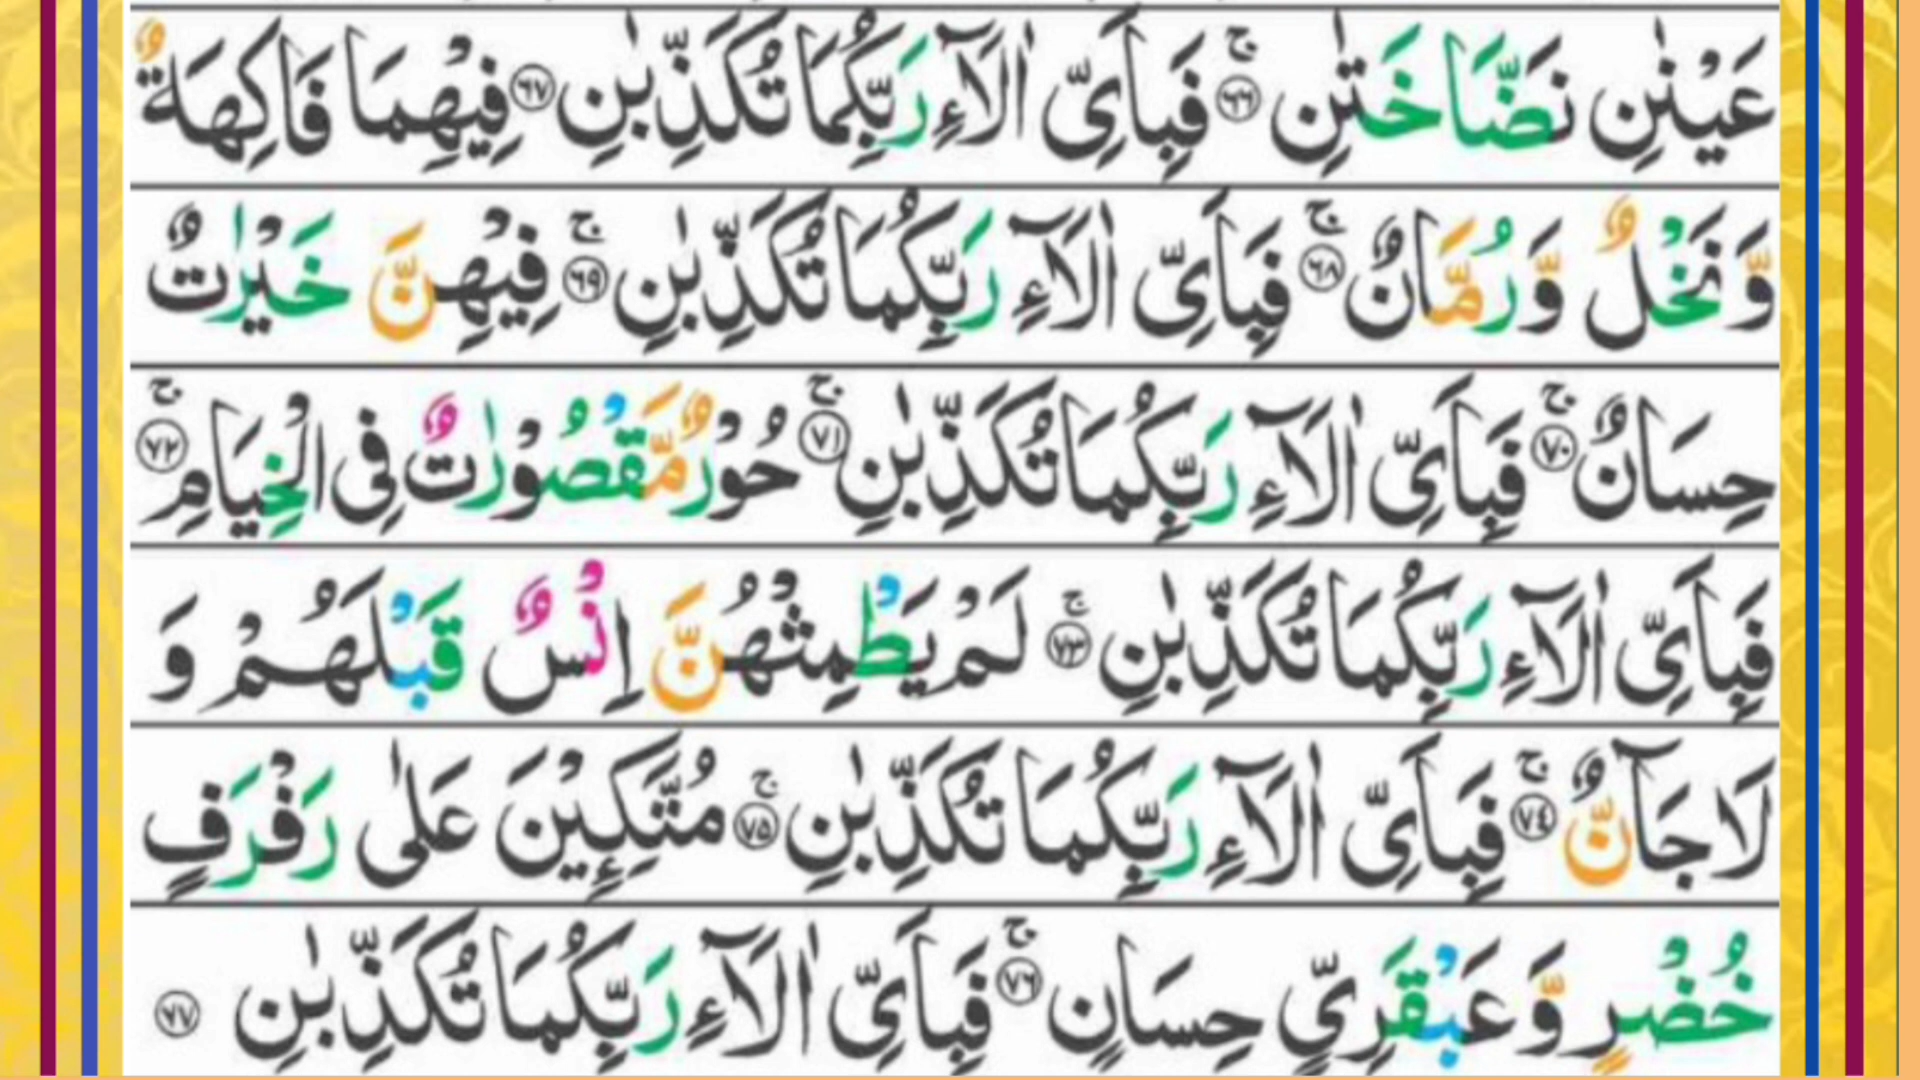 عَيْنٰنِ نَضَّاخَتٰنِ ۚ﴿٦٦﴾ فَبِاَىِّ اٰلَآءِ رَبِّكُمَا تُكَذِّبٰنِ ﴿٦٧﴾ فِيْهِمَا فَاكِهَةٌ
وَّ نَخْلٌ وَّ رُمَّانٌ ۚ﴿٦٨﴾ فَبِاَىِّ اٰلَآءِ رَبِّكُمَا تُكَذِّبٰنِ ۚ﴿٦٩﴾ فِيْهِنَّ خَيْرٰتٌ
حِسَانٌ ۚ﴿٧٠﴾ فَبِاَىِّ اٰلَآءِ رَبِّكُمَا تُكَذِّبٰنِ ۚ﴿٧١﴾ حُوْرٌ مَّقْصُوْرٰتٌ فِى الْخِيَامِ ۚ﴿٧٢﴾
فَبِاَىِّ اٰلَآءِ رَبِّكُمَا تُكَذِّبٰنِ ۚ﴿٧٣﴾ لَمْ يَطْمِثْهُنَّ اِنْسٌ قَبْلَهُمْ وَ
لَا جَآنٌّ ۚ﴿٧٤﴾ فَبِاَىِّ اٰلَآءِ رَبِّكُمَا تُكَذِّبٰنِ ۚ﴿٧٥﴾ مُتَّكِـِٕيْنَ عَلٰى رَفْرَفٍ
خُضْرٍ وَّ عَبْقَرِىٍّ حِسَانٍ ۚ﴿٧٦﴾ فَبِاَىِّ اٰلَآءِ رَبِّكُمَا تُكَذِّبٰنِ ﴿٧٧﴾